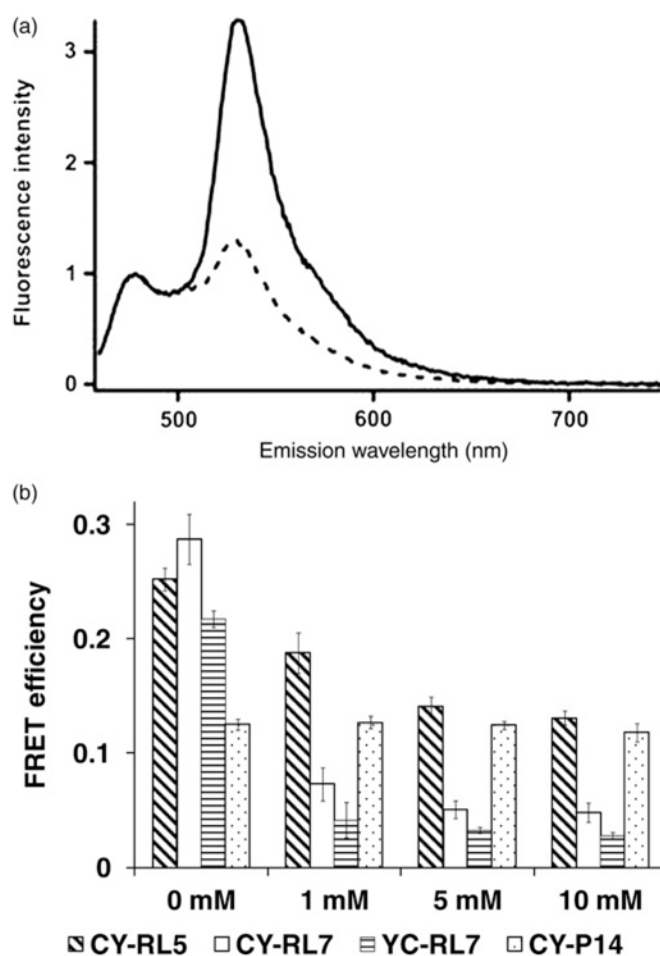 (a)
Fluorescence intensity
3
2
1
0
500 600 700
Emission wavelength (nm)
(b)
FRET efficiency
0.3
0.2
0.1
0
0 mM 1 mM 5 mM 10 mM
CY-RL5 CY-RL7 YC-RL7 CY-P14